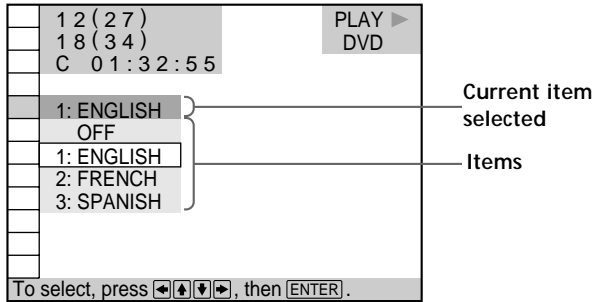 12(27)
18(34)
C 01:32:55
PLAY ▶
DVD
1: ENGLISH
OFF
1: ENGLISH
2: FRENCH
3: SPANISH
To select, press ←↑↓→, then ENTER.
Current item
selected
Items